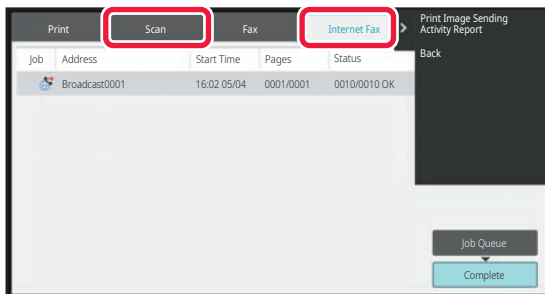 Print Scan Fax Internet Fax
Print Image Sending
Activity Report
Back
Job Address Start Time Pages Status
Broadcast0001 16:02 05/04 0001/0001 0010/0010 OK
Job Queue
Complete